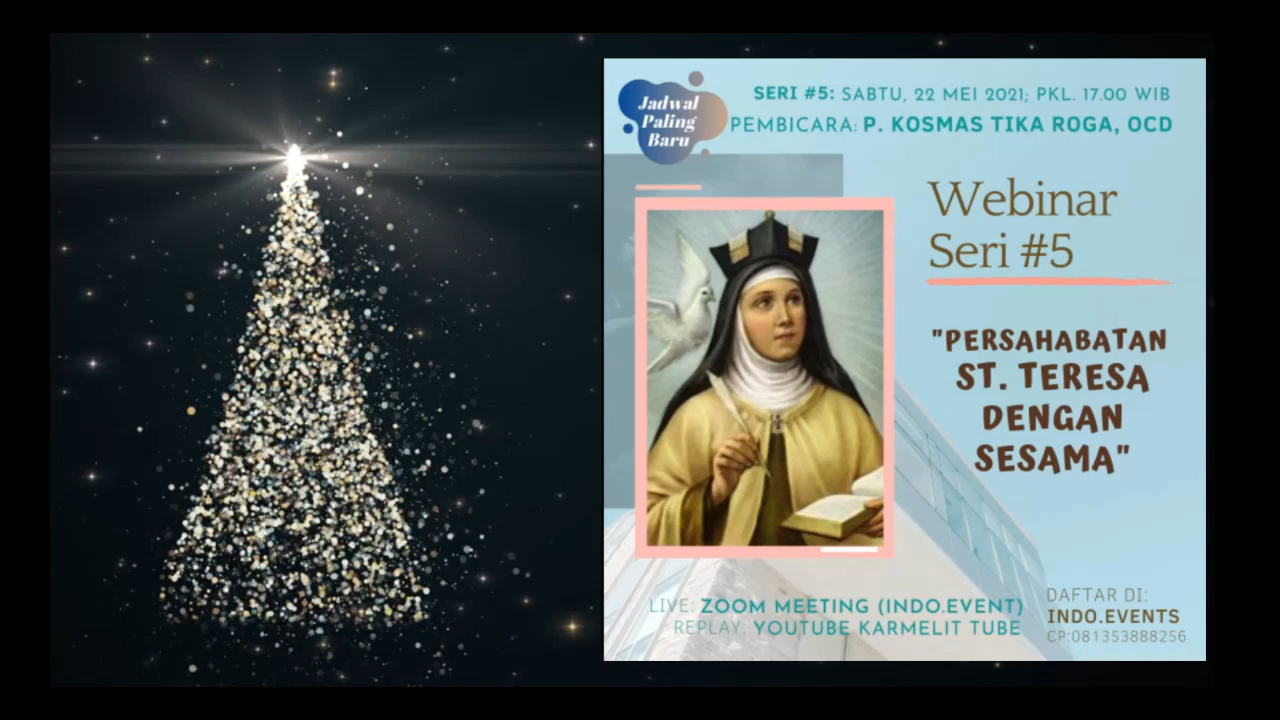 Jadwal
Paling
Baru
SERI #5: SABTU, 22 MEI 2021; PKL. 17.00 WIB
PEMBICARA: P. KOSMAS TIKA ROGA, OCD
Webinar
Seri #5
"PERSAHABATAN
ST. TERESA
DENGAN
SESAMA"
LIVE: ZOOM MEETING (INDO.EVENT)
REPLAY: YOUTUBE KARMELIT TUBE
DAFTAR DI:
INDO.EVENTS
CP:081353888256